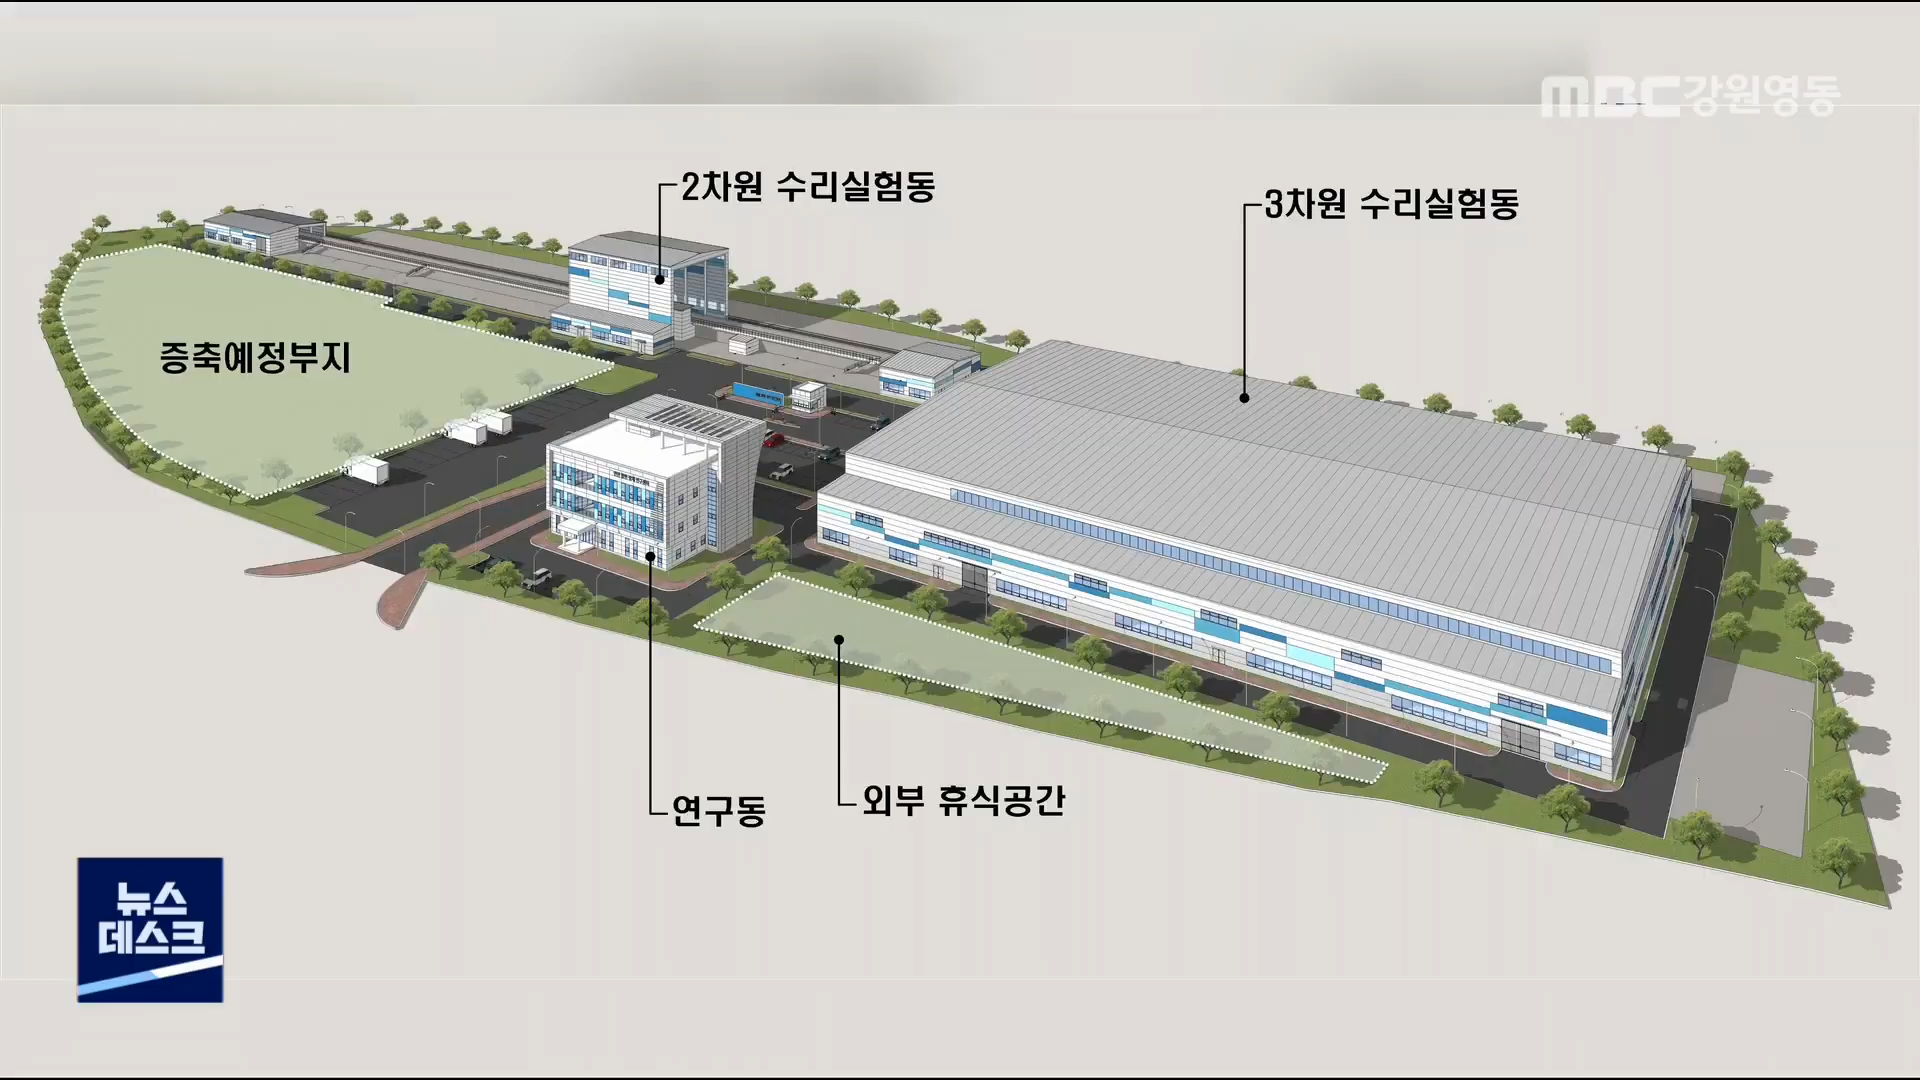 MBC강원영동
2차원 수리실험동
3차원 수리실험동
증축예정부지
연구동
외부 휴식공간
뉴스
데스크